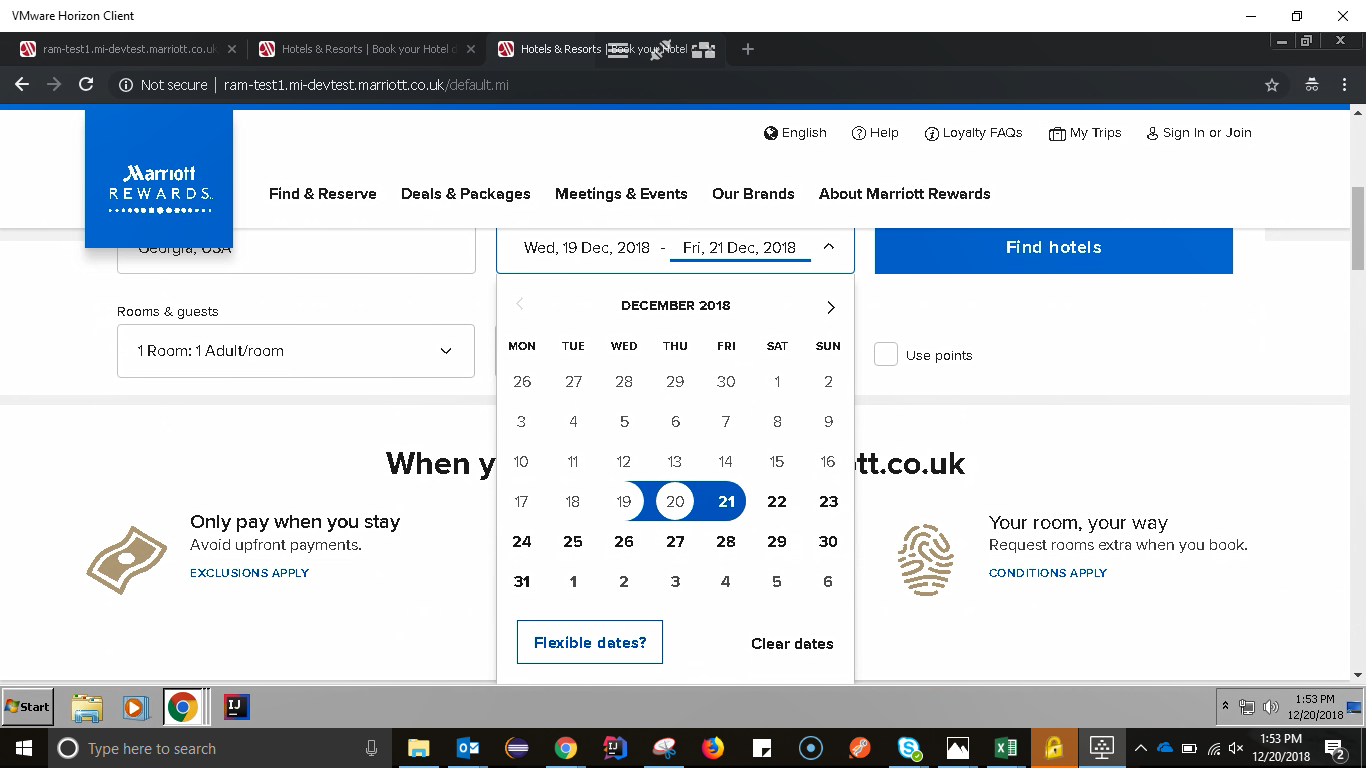 VMware Horizon Client
ram-test1.mi-devtest.marriott.co.uk
Hotels & Resorts | Book your Hotel d
Hotels & Resorts | Book your Hotel
Not secure | ram-test1.mi-devtest.marriott.co.uk/default.mi
English
Help
Loyalty FAQs
My Trips
Sign In or Join
Marriott
REWARDS
Find & Reserve
Deals & Packages
Meetings & Events
Our Brands
About Marriott Rewards
Georgia, USA
Wed, 19 Dec, 2018 - Fri, 21 Dec, 2018
Find hotels
Rooms & guests
1 Room: 1 Adult/room
Use points
DECEMBER 2018
MON TUE WED THU FRI SAT SUN
26 27 28 29 30 1 2
3 4 5 6 7 8 9
10 11 12 13 14 15 16
17 18 19 20 21 22 23
24 25 26 27 28 29 30
31 1 2 3 4 5 6
Flexible dates?
Clear dates
When y
tt.co.uk
Only pay when you stay
Avoid upfront payments.
EXCLUSIONS APPLY
Your room, your way
Request rooms extra when you book.
CONDITIONS APPLY
Start
IJ
1:53 PM
12/20/2018
Type here to search
1:53 PM
12/20/2018
2